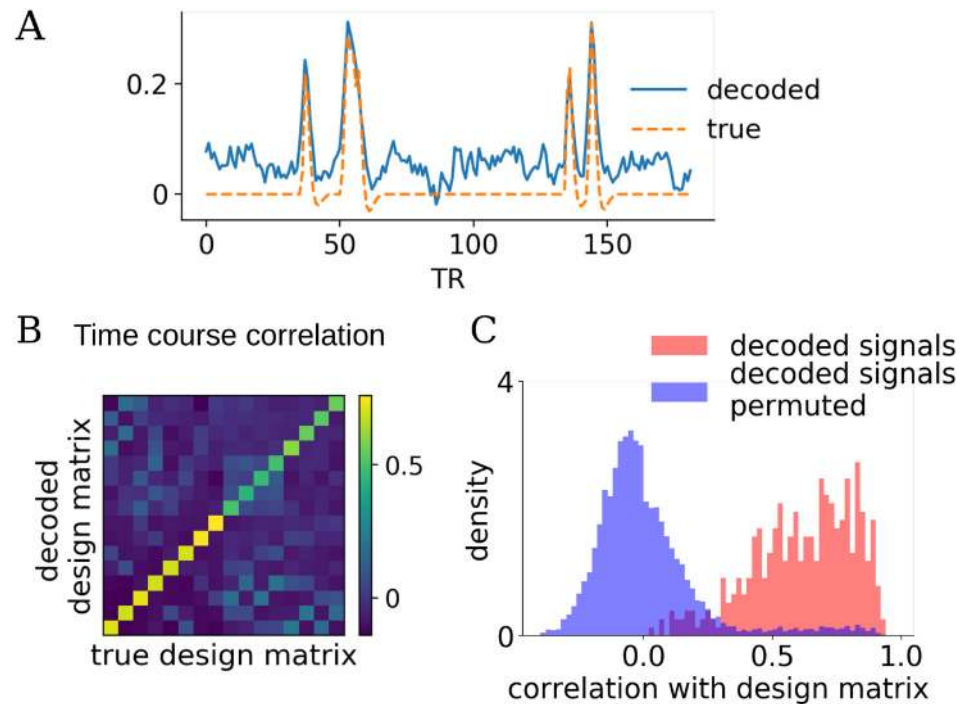 A
0.2
0
decoded
true
0
50
100
150
TR
B
Time course correlation
decoded
design matrix
0.5
0
true design matrix
C
decoded signals
decoded signals
permuted
4
density
0
0.0
0.5
1.0
correlation with design matrix